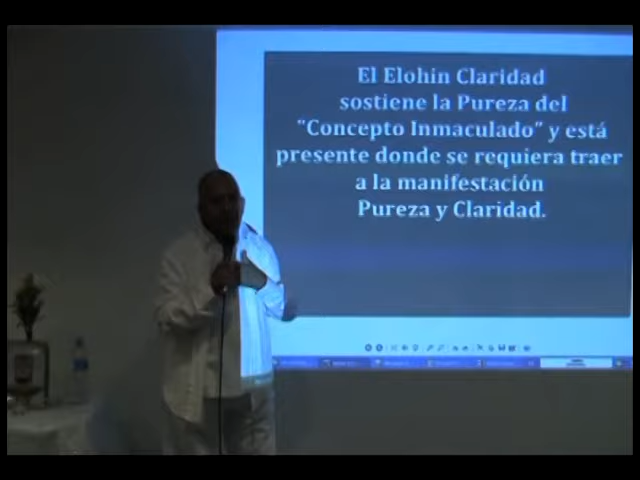 El Elohin Claridad
sostiene la Pureza del
"Concepto Inmaculado" y está
presente donde se requiera traer
a la manifestación
Pureza y Claridad.